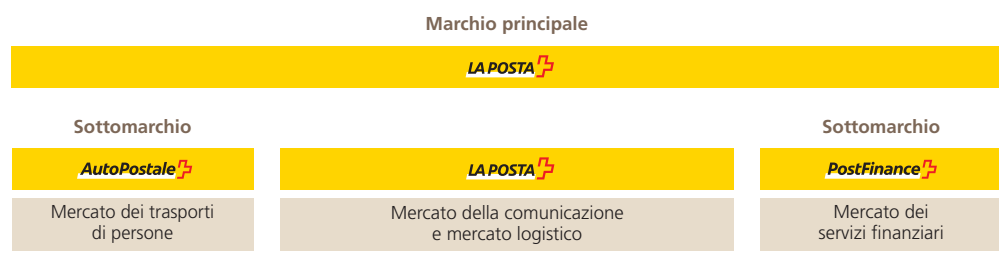 Marchio principale
LA POSTA
Sottomarchio
Sottomarchio
AutoPostale
LA POSTA
PostFinance
Mercato dei trasporti
di persone
Mercato della comunicazione
e mercato logistico
Mercato dei
servizi finanziari